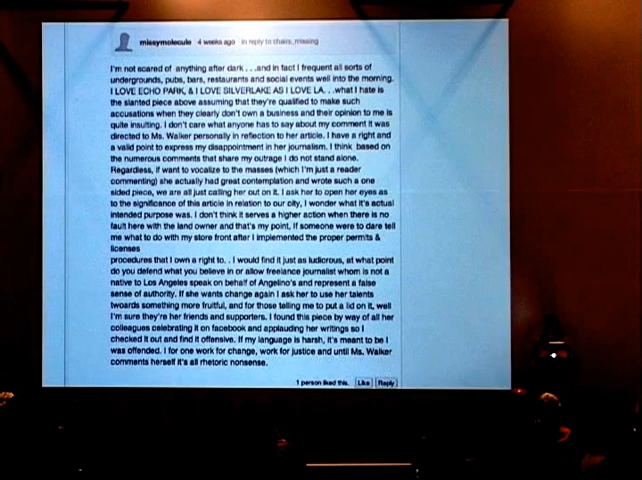 missymolecule 4 weeks ago in reply to chairs_missing
I'm not scared of anything after dark . . .and in fact I frequent all sorts of
undergrounds, pubs, bars, restaurants and social events well into the morning.
I LOVE ECHO PARK, & I LOVE SILVERLAKE AS I LOVE LA. . .what I hate is
the slanted piece above assuming that they're qualified to make such
accusations when they clearly don't own a business and their opinion to me is
quite insulting. I don't care what anyone has to say about my comment it was
directed to Ms. Walker personally in reflection to her article. I have a right and
a valid point to express my disappointment in her journalism. I think based on
the numerous comments that share my outrage I do not stand alone.
Regardless, if want to vocalize to the masses (which I'm just a reader
commenting) she actually had great contemplation and wrote such a one
sided piece, we are all just calling her out on it. I ask her to open her eyes as
to the significance of this article in relation to our city, I wonder what it's actual
intended purpose was. I don't think it serves a higher action when there is no
fault here with the land owner and that's my point, if someone were to dare tell
me what to do with my store front after I implemented the proper permits &
licenses
procedures that I own a right to. . I would find it just as ludicrous, at what point
do you defend what you believe in or allow freelance journalist whom is not a
native to Los Angeles speak on behalf of Angelino's and represent a false
sense of authority. If she wants change again I ask her to use her talents
twoards something more fruitful, and for those telling me to put a lid on it, well
I'm sure they're her friends and supporters. I found this piece by way of all her
colleagues celebrating it on facebook and applauding her writings so I
checked it out and find it offensive. If my language is harsh, it's meant to be I
was offended. I for one work for change, work for justice and until Ms. Walker
comments herself it's all rhetoric nonsense.
1 person liked this. Like Reply